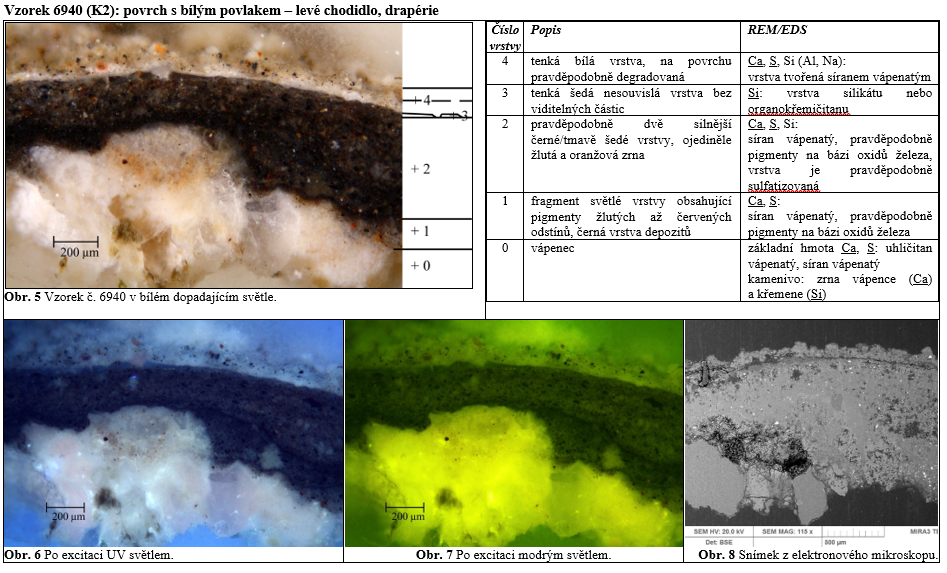 Vzorek 6940 (K2): povrch s bílým povlakem – levé chodidlo, drapérie
+ 4
+ 3
+ 2
+ 1
+ 0
200 µm
Obr. 5 Vzorek č. 6940 v bílém dopadajícím světle.
Číslo vrstvy Popis REM/EDS
4 tenká bílá vrstva, na povrchu Ca, S, Si (Al, Na):
pravděpodobně degradovaná vrstva tvořená síranem vápenatým
3 tenká šedá nesouvislá vrstva bez Si: vrstva silikátu nebo
viditelných částic organokřemičitanu
2 pravděpodobně dvě silnější Ca, S, Si:
černé/tmavě šedé vrstvy, ojediněle síran vápenatý, pravděpodobně
žlutá a oranžová zrna pigmenty na bázi oxidů železa,
vrstva je pravděpodobně
sulfatizovaná
1 fragment světlé vrstvy obsahující Ca, S:
pigmenty žlutých až červených síran vápenatý, pravděpodobně
odstínů, černá vrstva depozitů pigmenty na bázi oxidů železa
0 vápenec základní hmota Ca, S: uhličitan
vápenatý, síran vápenatý
kamenivo: zrna vápence (Ca)
a křemene (Si)
200 µm
200 µm
SEM HV: 20.0 kV SEM MAG: 115 x MIRA3 TE
Det: BSE 500 µm
Obr. 6 Po excitaci UV světlem.
Obr. 7 Po excitaci modrým světlem.
Obr. 8 Snímek z elektronového mikroskopu.